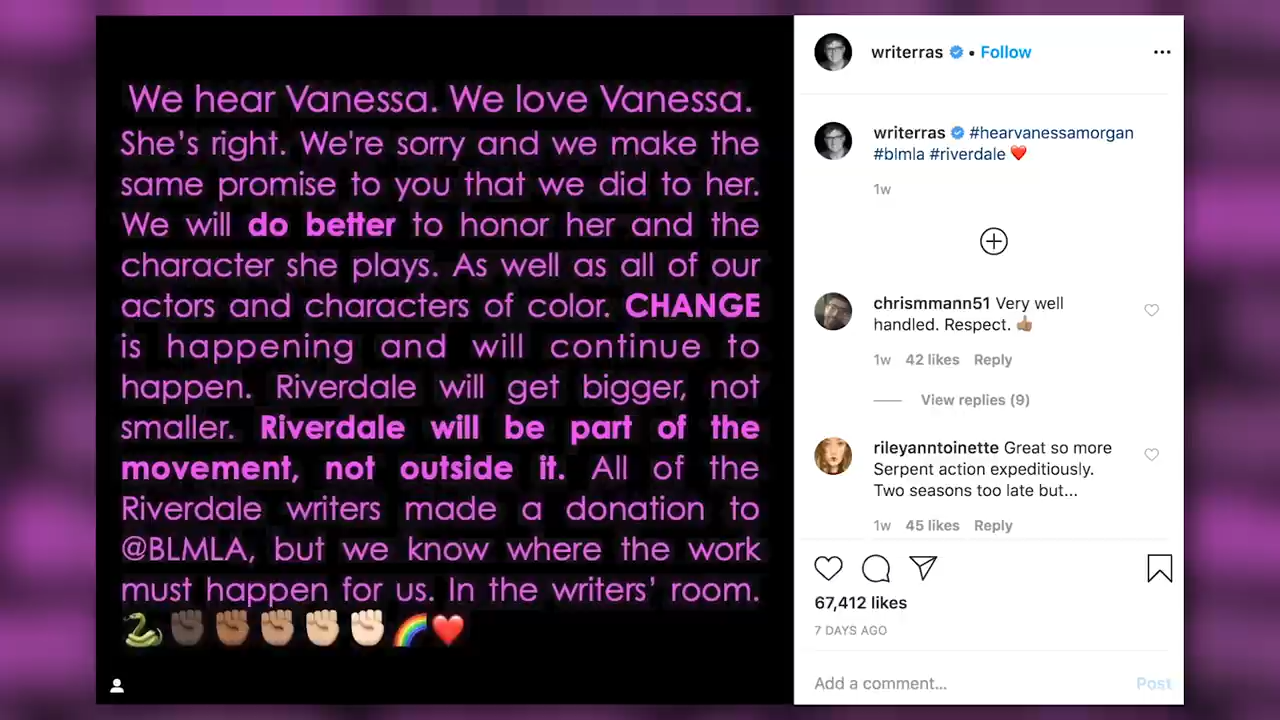 We hear Vanessa. We love Vanessa.
She's right. We're sorry and we make the
same promise to you that we did to her.
We will do better to honor her and the
character she plays. As well as all of our
actors and characters of color. CHANGE
is happening and will continue to
happen. Riverdale will get bigger, not
smaller. Riverdale will be part of the
movement, not outside it. All of the
Riverdale writers made a donation to
@BLMLA, but we know where the work
must happen for us. In the writers’ room.
🐍✊🏿✊🏾✊🏽✊🏼✊🏻🌈❤️
writerras • Follow
writerras #hearvanessamorgan
#blmla #riverdale ❤️
1w
chrismmann51 Very well
handled. Respect. 👍🏽
1w 42 likes Reply
View replies (9)
rileyanntoinette Great so more
Serpent action expeditiously.
Two seasons too late but...
1w 45 likes Reply
67,412 likes
7 DAYS AGO
Add a comment... Post